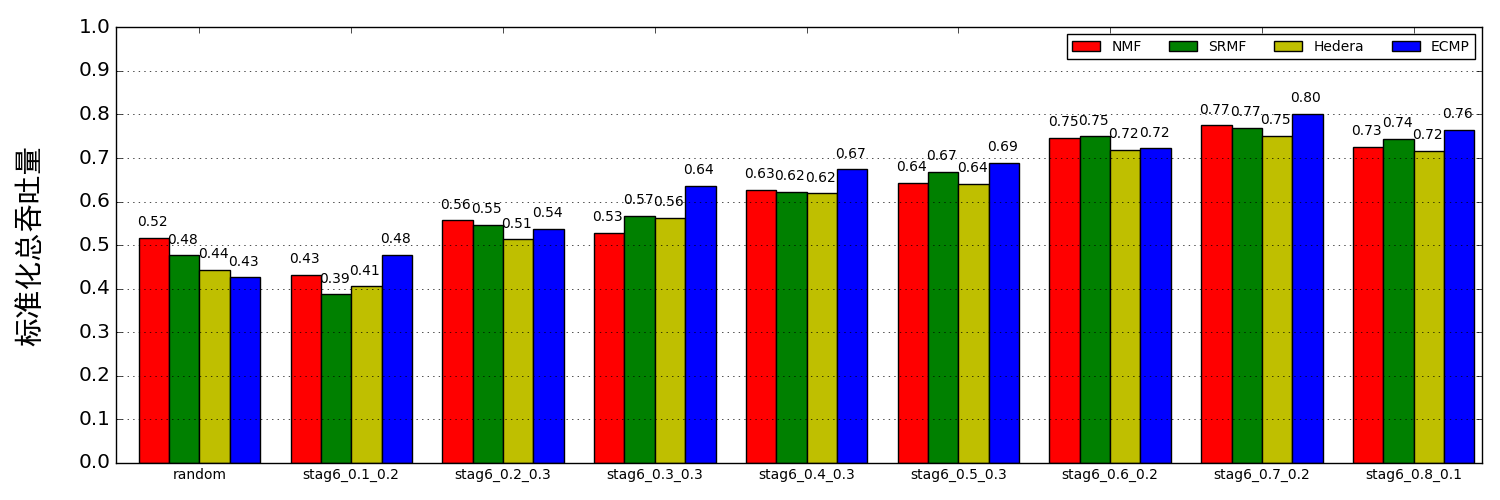 标准化总吞吐量
1.0
0.9
0.8
0.7
0.6
0.5
0.4
0.3
0.2
0.1
0.0
NMF SRMF Hedera ECMP
0.52 0.48 0.44 0.43
0.43 0.39 0.41 0.48
0.56 0.55 0.51 0.54
0.53 0.57 0.56 0.64
0.63 0.62 0.62 0.67
0.64 0.67 0.64 0.69
0.75 0.75 0.72 0.72
0.77 0.77 0.75 0.80
0.73 0.74 0.72 0.76
random stag6_0.1_0.2 stag6_0.2_0.3 stag6_0.3_0.3 stag6_0.4_0.3 stag6_0.5_0.3 stag6_0.6_0.2 stag6_0.7_0.2 stag6_0.8_0.1